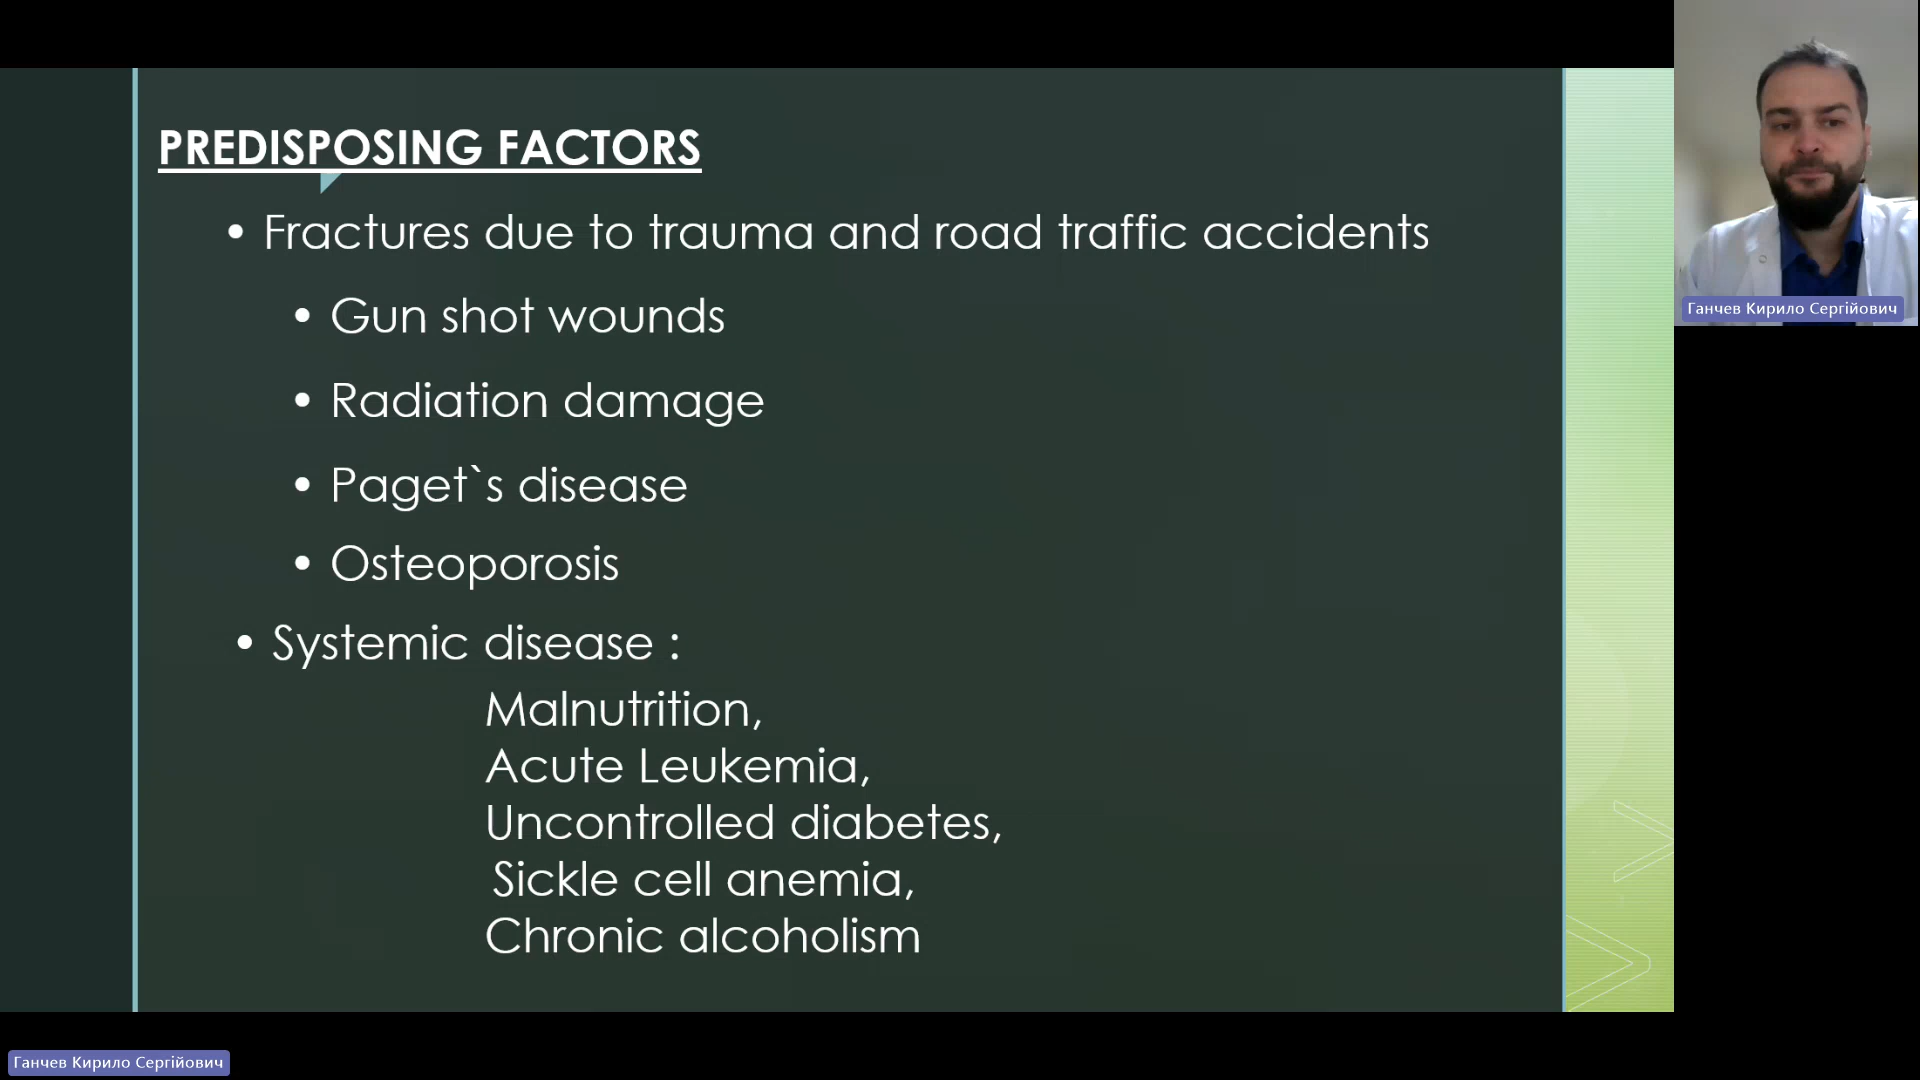 PREDISPOSING FACTORS
• Fractures due to trauma and road traffic accidents
• Gun shot wounds
• Radiation damage
• Paget`s disease
• Osteoporosis
• Systemic disease :
Malnutrition,
Acute Leukemia,
Uncontrolled diabetes,
Sickle cell anemia,
Chronic alcoholism
Ганчев Кирило Сергійович
Ганчев Кирило Сергійович